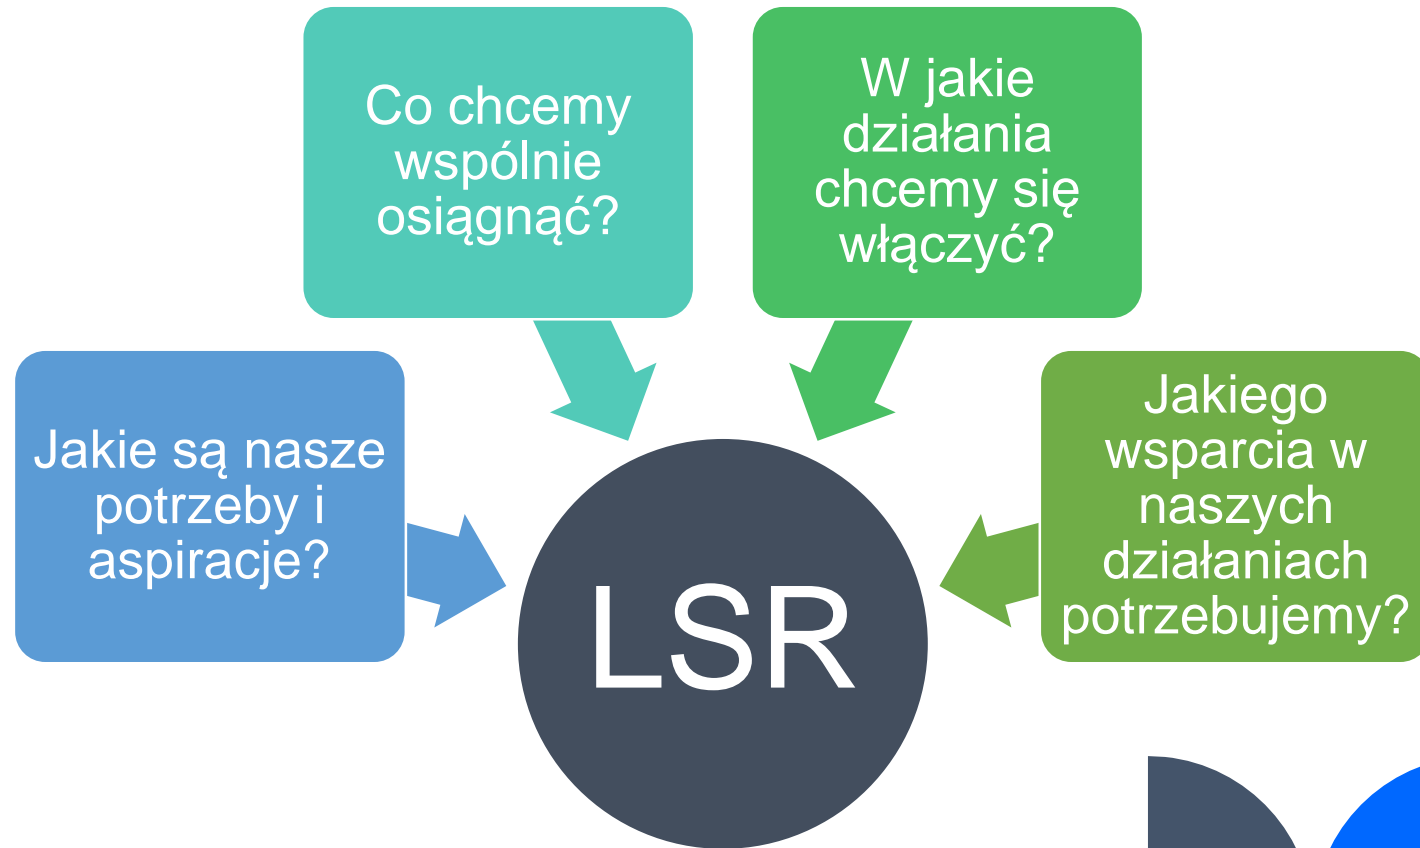 Co chcemy
wspólnie
osiągnąć?
W jakie
działania
chcemy się
włączyć?
Jakie są nasze
potrzeby i
aspiracje?
Jakiego
wsparcia w
naszych
działaniach
potrzebujemy?
LSR